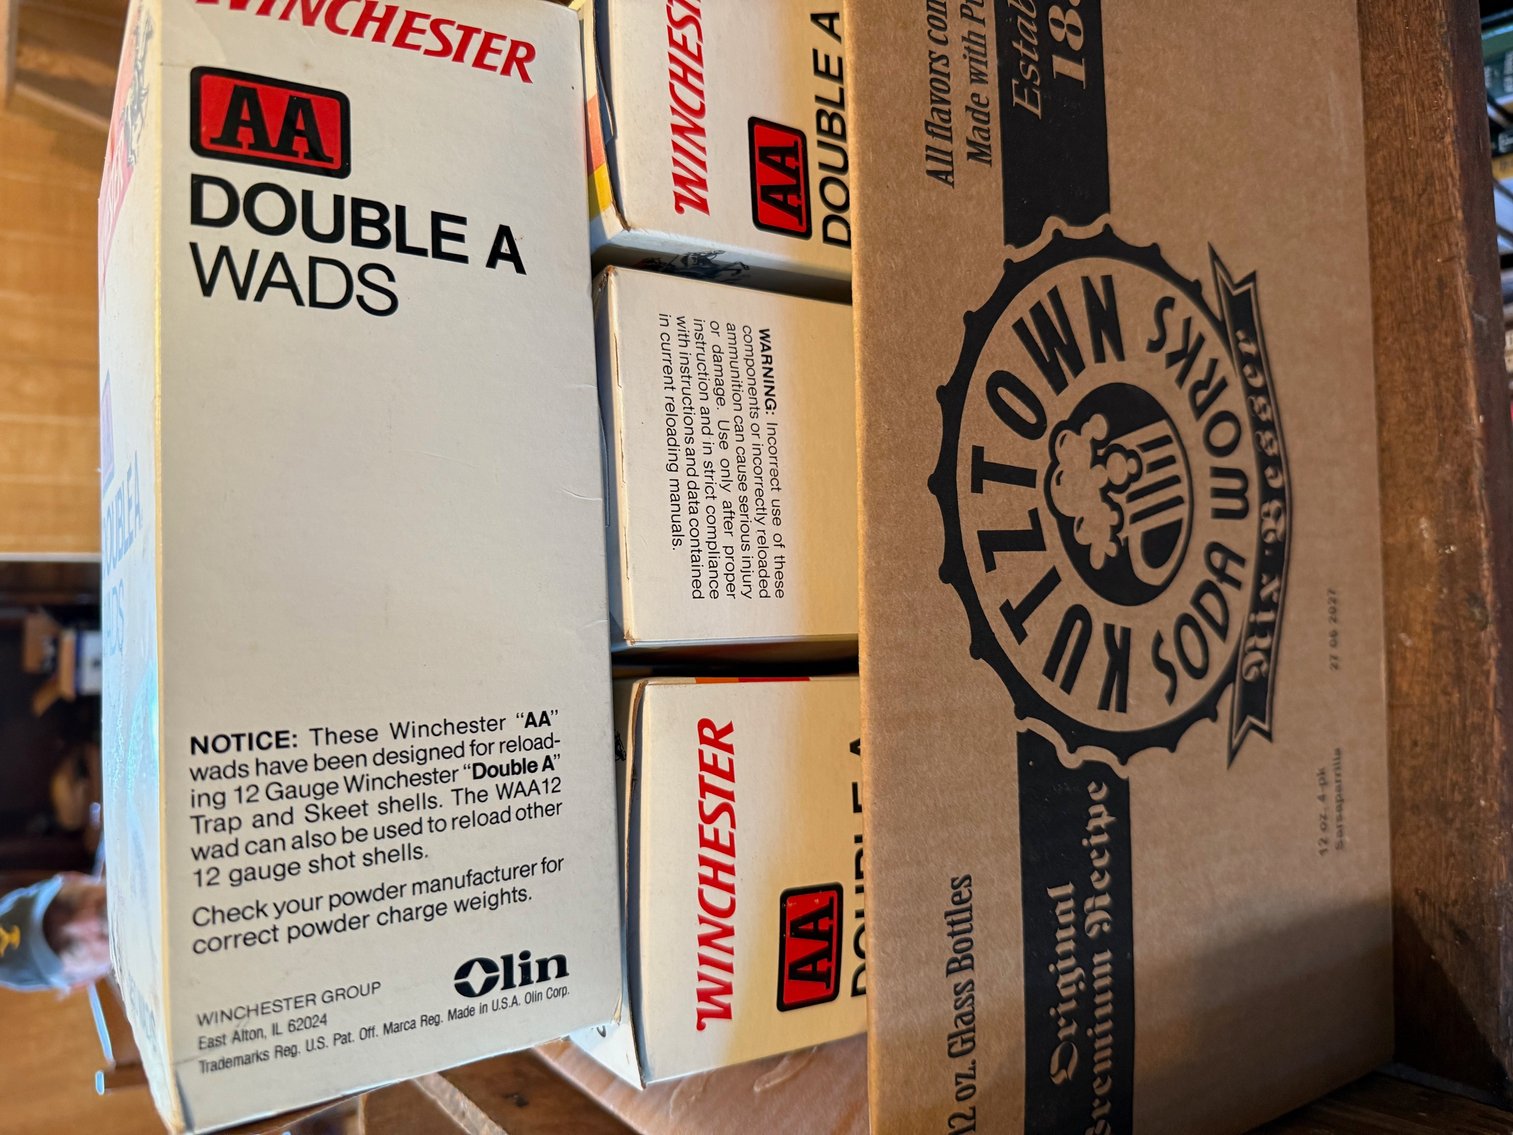 WINCHESTER
AA
DOUBLE A
WADS
NOTICE: These Winchester "AA"
wads have been designed for reload-
ing 12 Gauge Winchester "Double A"
Trap and Skeet shells. The WAA12
wad can also be used to reload other
12 gauge shot shells.
Check your powder manufacturer for
correct powder charge weights.
WINCHESTER GROUP
East Alton, IL 62024
Olin
Trademarks Reg. U.S. Pat. Off. Marca Reg. Made in U.S.A. Olin Corp.
WINCHESTER
AA
DOUBLE A
WARNING: Incorrect use of these
components or incorrectly reloaded
ammunition can cause serious injury
or damage. Use only after proper
instruction and in strict compliance
with instructions and data contained
in current reloading manuals.
WINCHESTER
AA
DOUBLE A
All flavors
Made with
12 oz. Glass Bottles
Original
Premium Recipe
KUTZTOWN
SODA WORKS
12 oz. 4-pk
Sarsaparilla
27 06 2027